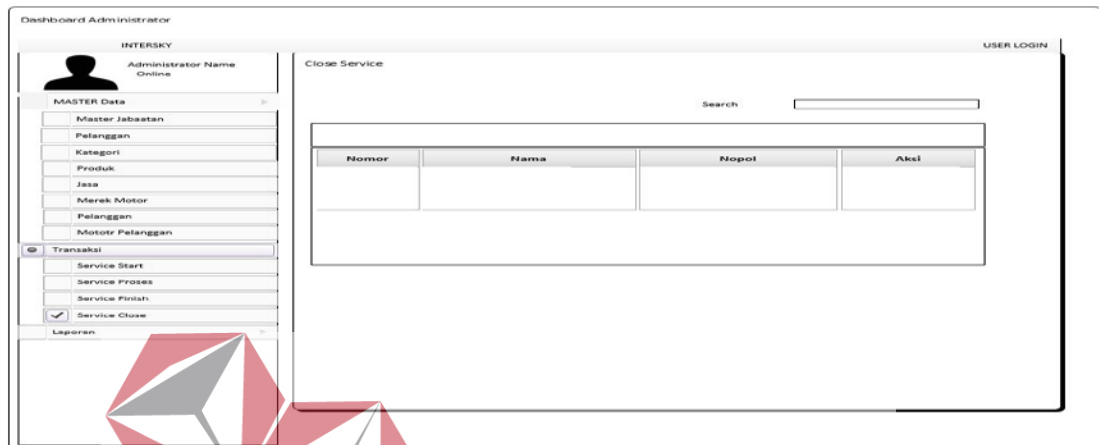 Dashboard Administrator
INTERSKY
USER LOGIN
Administrator Name
Online
MASTER Data
Master Jabaatan
Pelanggan
Kategori
Produk
Jasa
Merek Motor
Pelanggan
Mototr Pelanggan
Transaksi
Service Start
Service Proses
Service Finish
Service Close
Laporan
Close Service
Search
Nomor Nama Nopol Aksi